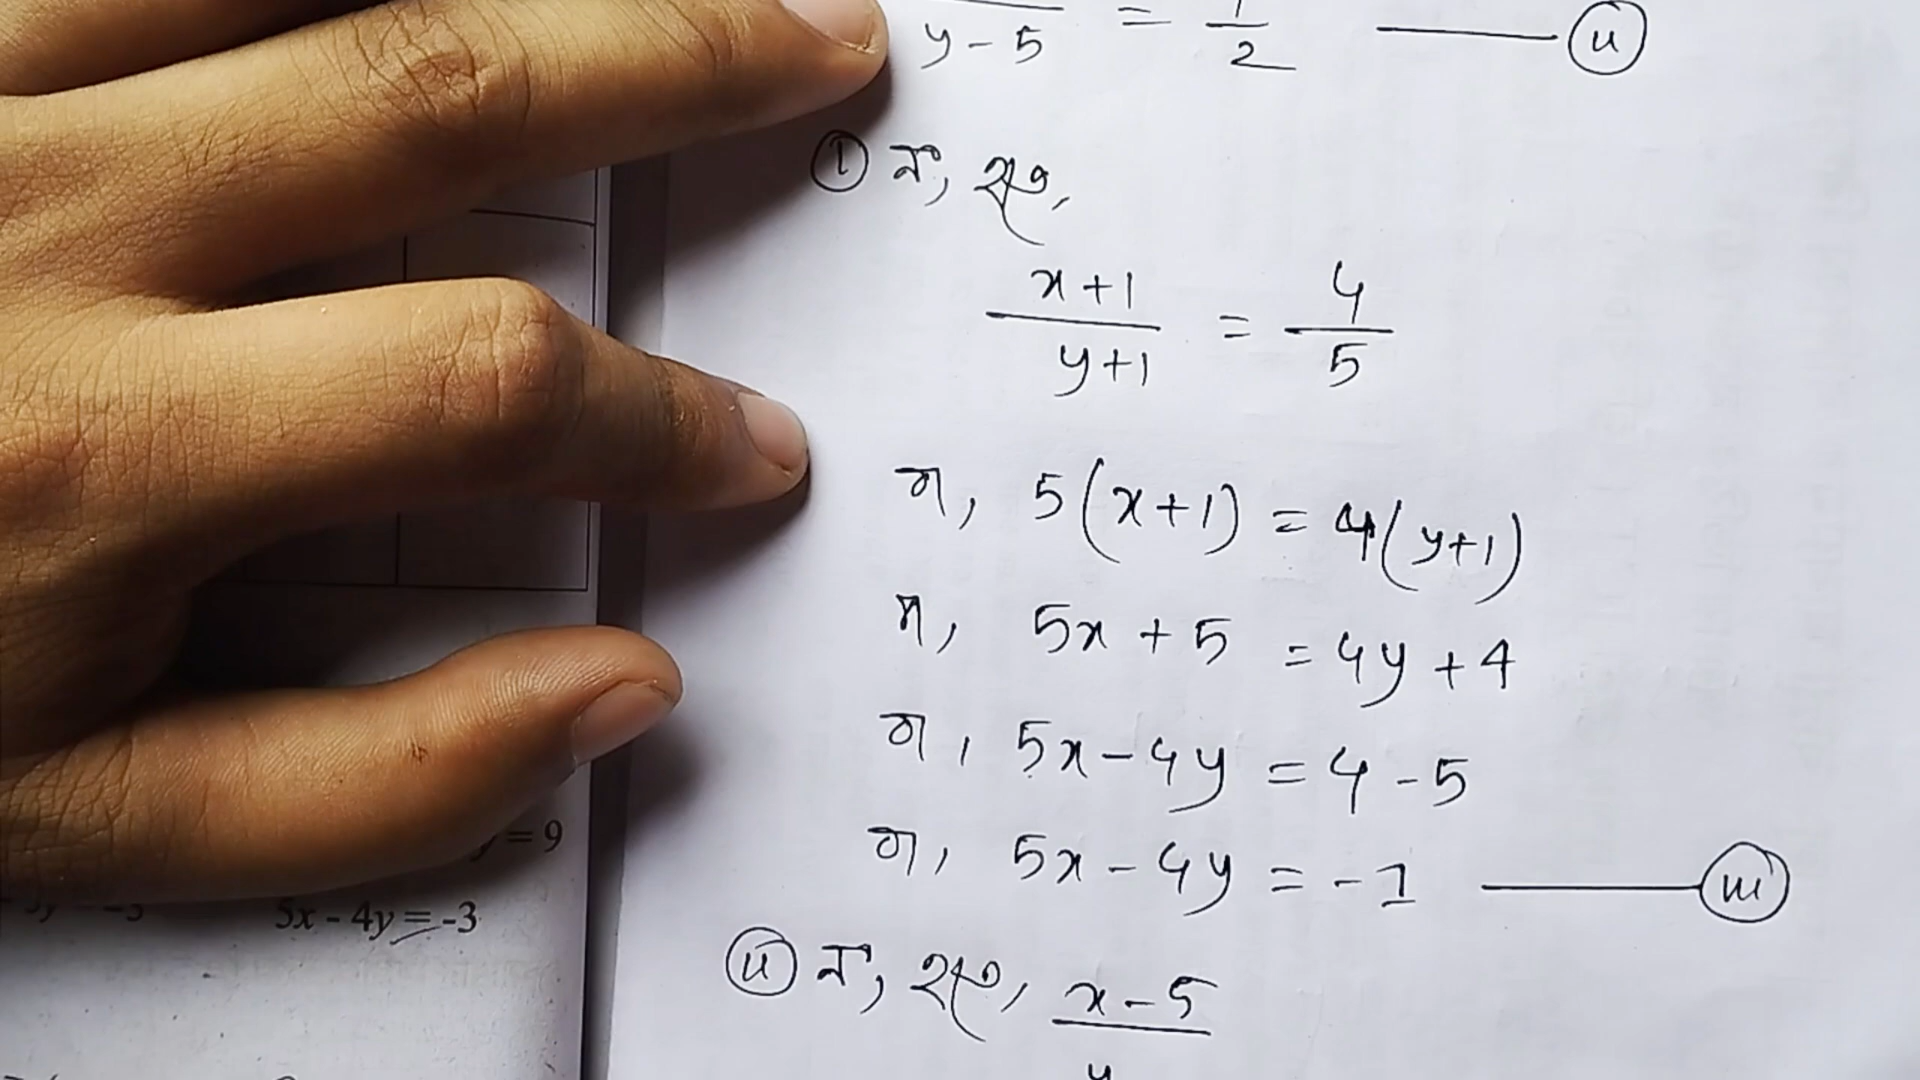 y - 5 = 1/2 —— (ii)
(i) নং হতে,
x+1/y+1 = 4/5
বা, 5(x+1) = 4(y+1)
বা, 5x + 5 = 4y + 4
বা, 5x - 4y = 4 - 5
বা, 5x - 4y = -1 —— (iii)
(ii) নং হতে, x - 5
y = 9
5x - 4y = -3